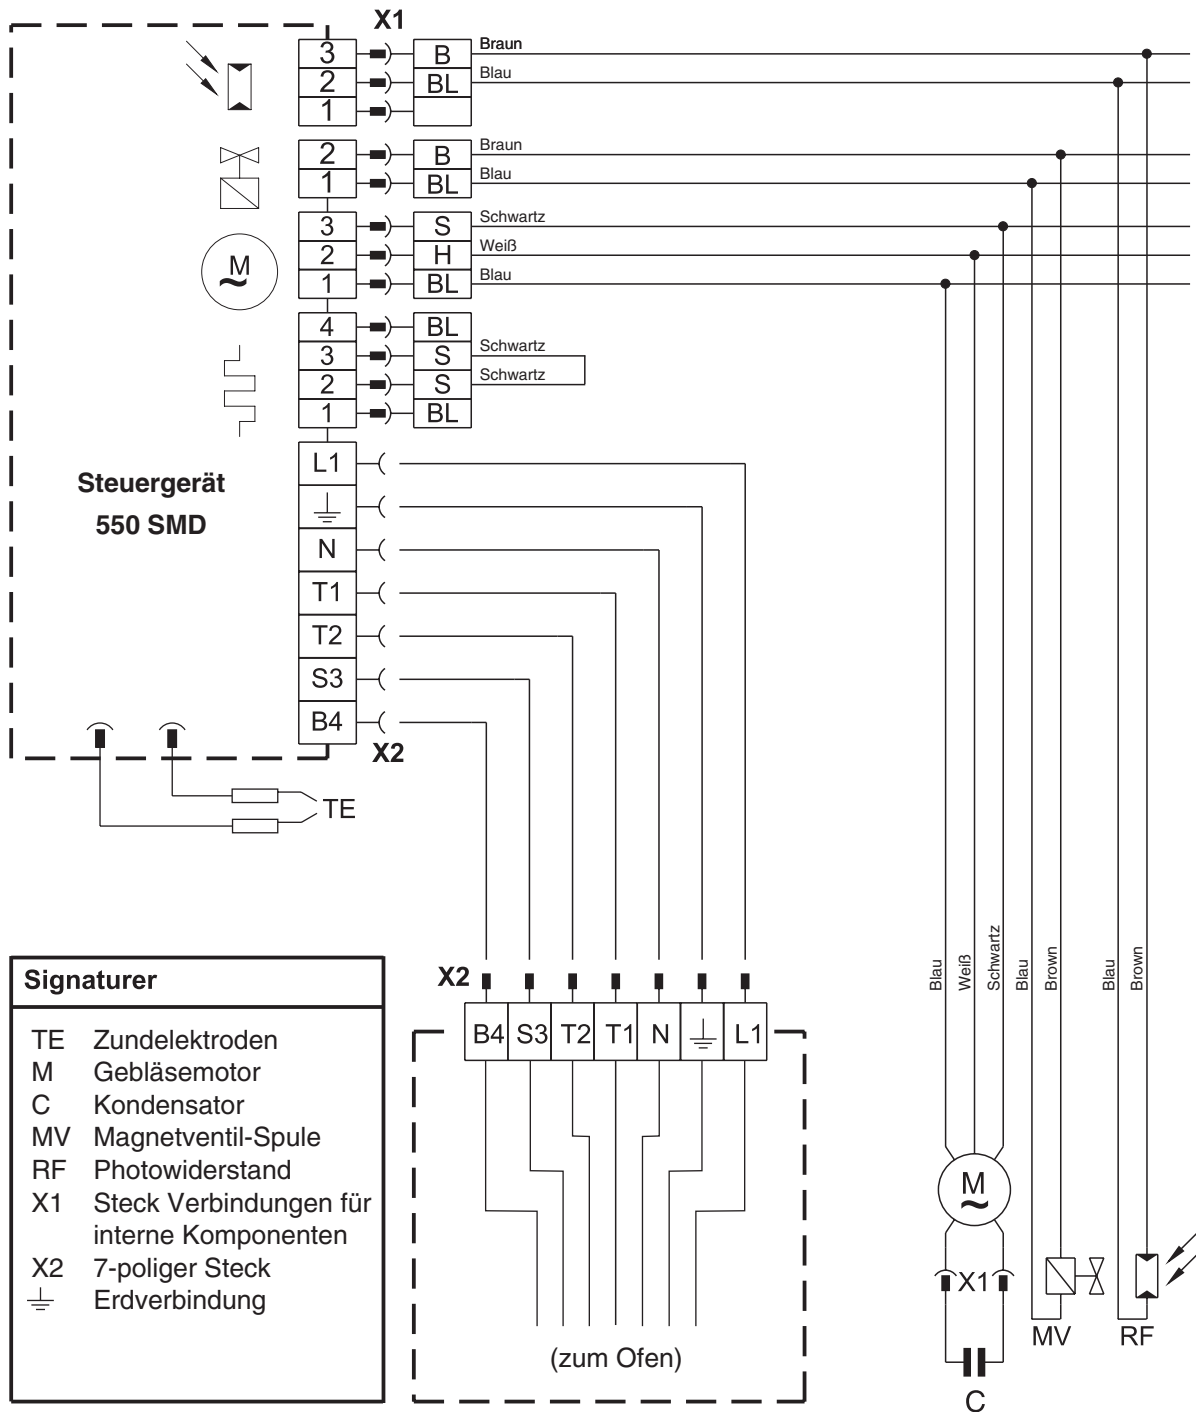 X1
3 B Braun
2 BL Blau
1
2 B Braun
1 BL Blau
3 S Schwartz
2 H Weiß
1 BL Blau
M
~
4 BL
3 S Schwartz
2 S Schwartz
1 BL
Steuergerät
550 SMD
L1
N
T1
T2
S3
B4
X2
TE
Signaturer
TE Zundelektroden
M Gebläsemotor
C Kondensator
MV Magnetventil-Spule
RF Photowiderstand
X1 Steck Verbindungen für
interne Komponenten
X2 7-poliger Steck
Erdverbindung
X2
B4 S3 T2 T1 N L1
(zum Ofen)
Blau
Weiß
Schwartz
Blau
Brown
Blau
Brown
M
~
X1
MV
RF
C